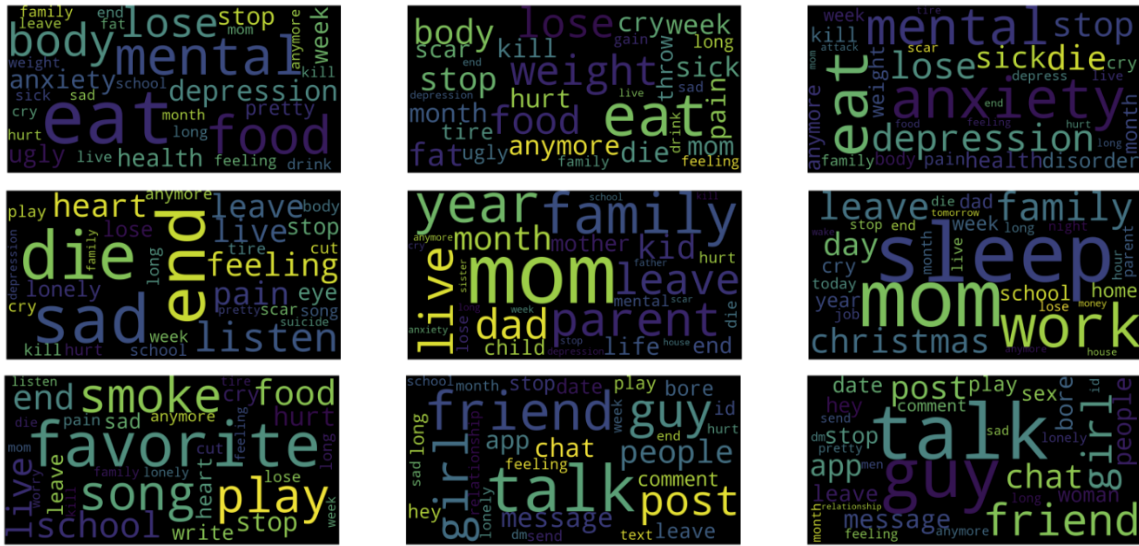 family end stop
leave fat lose mom
body mental anymore week
weight kill
anxiety school depression
sick sad
cry eat month pretty
hurt long food
ugly live health feeling drink
body lose cry week
scar kill gain long
end weight throw sick
stop
depression hurt live sad pain
month food eat drink
tire anymore mom
fat ugly family die feeling
week tire mental stop
kill
attack scar sick die cry
mom eat weight lose depress live
anymore end anxiety
food feeling hurt month
depression long
family body pain health disorder
play heart anymore leave body
lose live stop
die family long end tire cut
depression feeling
lonely pain eye
sad pretty scar song
cry week listen suicide
kill hurt school
year school family kill
anymore month mother kid hurt
cry
live sister mom father leave
mental scar
lose week dad parent die
anxiety stop house
depression child life end
leave die dad family
tomorrow
stop end week long night
day sleep hour parent
wake month live
cry
today mom school home
year lose money
job work
christmas anymore house
listen smoke tire food
end cry
die pain sad anymore hurt
mom favorite feeling long
live worry leave family lonely cut lose
kill song heart play week
school write stop
school month stop date play bore
friend guy id
long app week end hurt
sad girl relationship chat people
feeling
lonely talk comment
hey message post
dm send text leave
date post play sex bore id
hey comment girl people
send talk sad
dm stop lonely
pretty men guy
app chat
leave long woman
month relationship message friend
feeling anymore